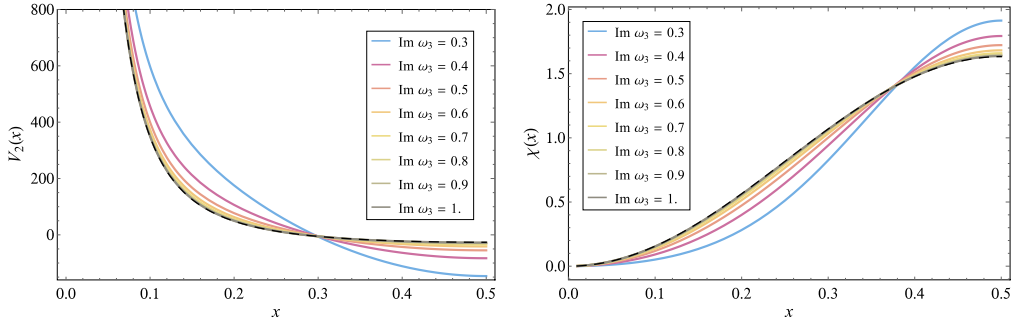 800
600
400
200
0
V₂(x)
0.0 0.1 0.2 0.3 0.4 0.5
x
Im ω₃ = 0.3
Im ω₃ = 0.4
Im ω₃ = 0.5
Im ω₃ = 0.6
Im ω₃ = 0.7
Im ω₃ = 0.8
Im ω₃ = 0.9
Im ω₃ = 1.
2.0
1.5
1.0
0.5
0.0
χ(x)
0.0 0.1 0.2 0.3 0.4 0.5
x
Im ω₃ = 0.3
Im ω₃ = 0.4
Im ω₃ = 0.5
Im ω₃ = 0.6
Im ω₃ = 0.7
Im ω₃ = 0.8
Im ω₃ = 0.9
Im ω₃ = 1.